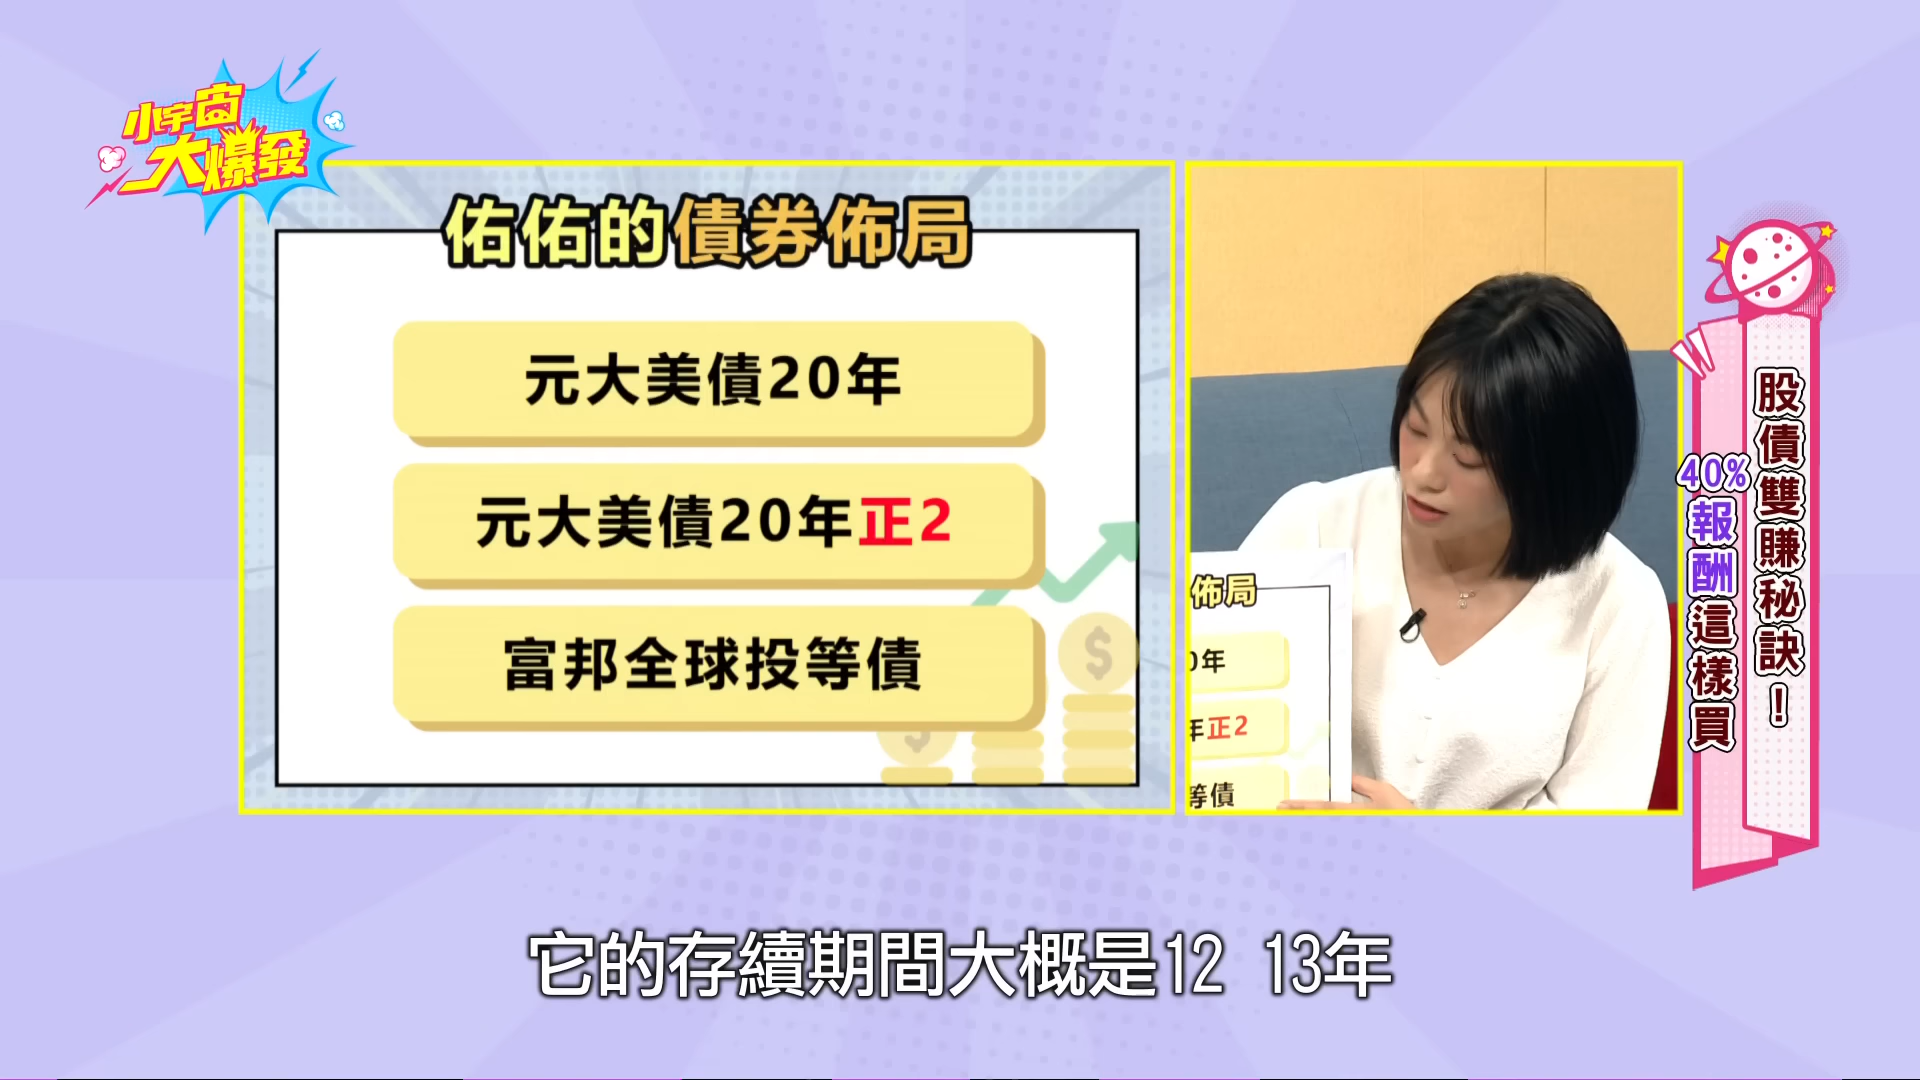 小宇宙
大爆發
佑佑的債券佈局
元大美債20年
元大美債20年正2
富邦全球投等債
佈局
0年
年正2
等債
股債雙賺秘訣！
40%報酬這樣買
它的存續期間大概是12 13年